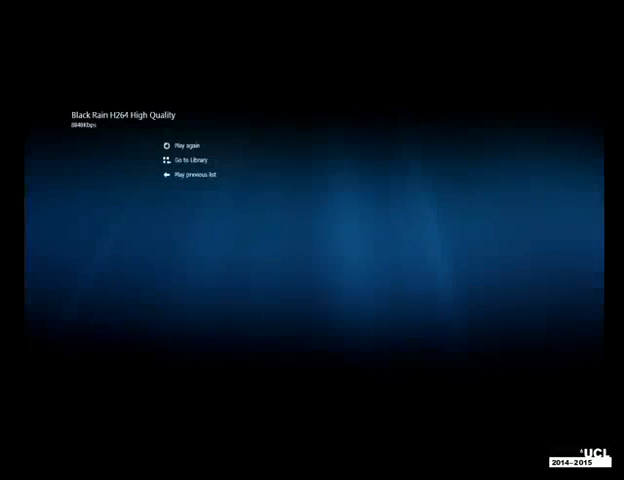 Black Rain H264 High Quality
8848Kbps
Play again
Go to Library
Play previous list
UCL
2014-2015